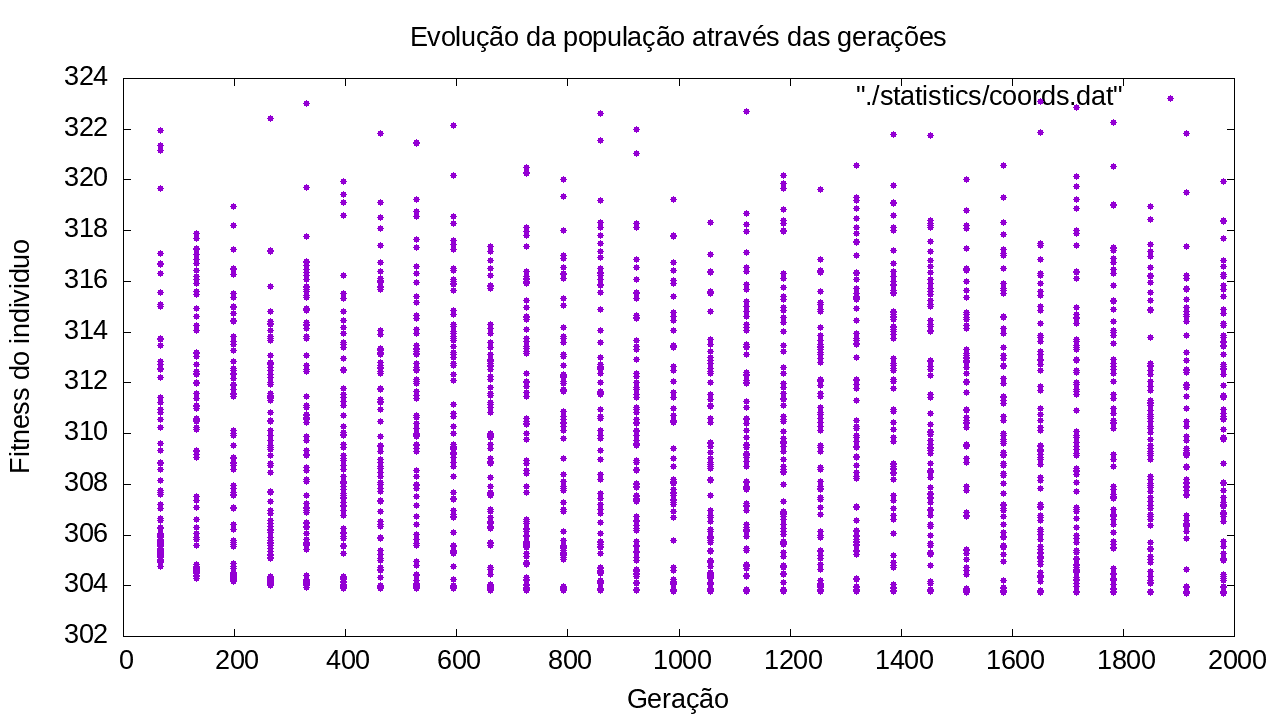 Evolução da população através das gerações
"./statistics/coords.dat"
Fitness do individuo
324
322
320
318
316
314
312
310
308
306
304
302
0 200 400 600 800 1000 1200 1400 1600 1800 2000
Geração